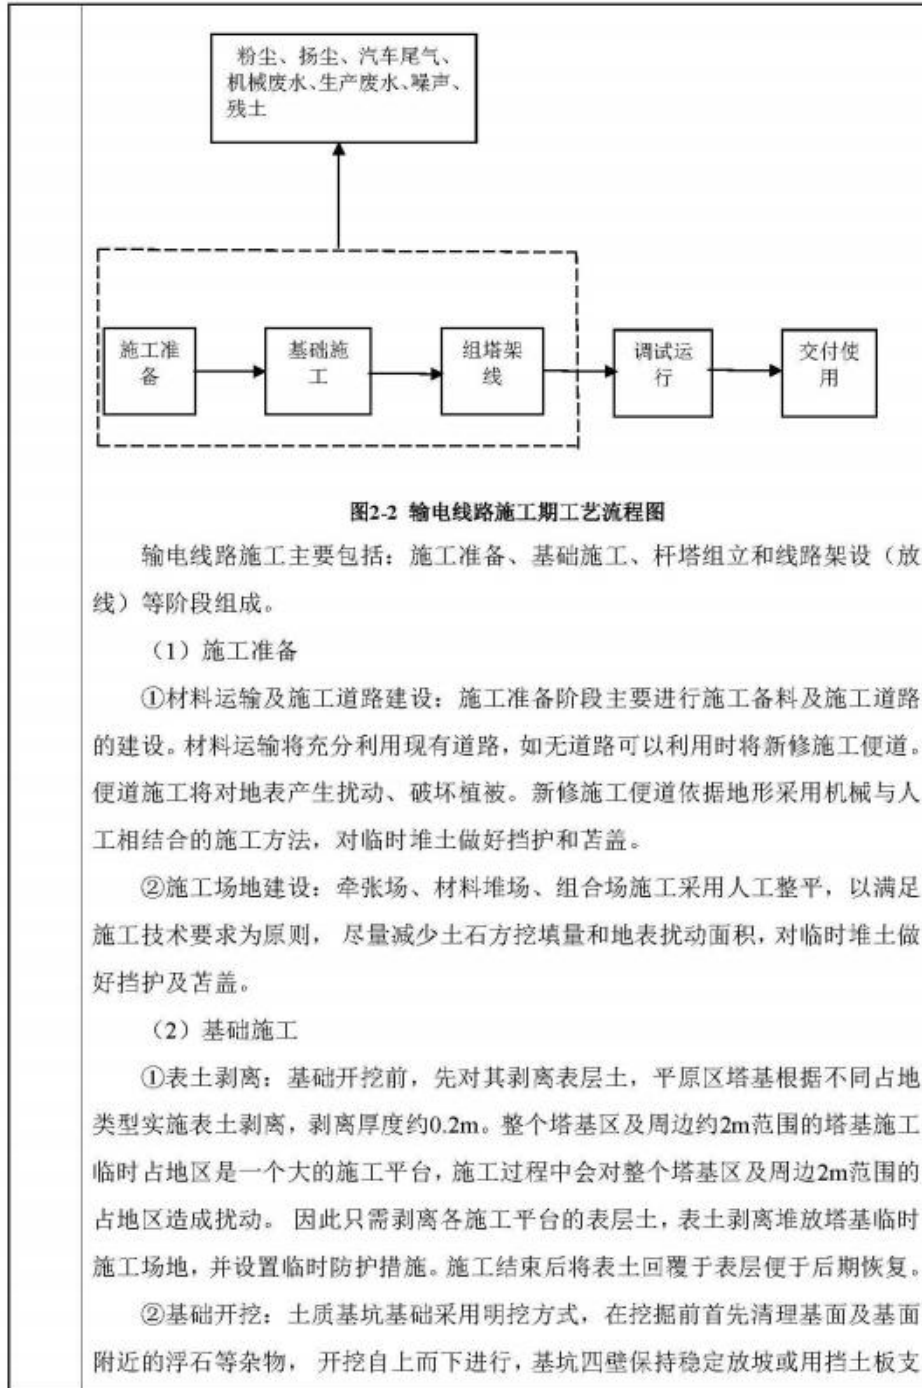 粉尘、扬尘、汽车尾气、
机械废水、生产废水、噪声、
残土
施工准
备
基础施
工
组塔架
线
调试运
行
交付使
用
图2-2 输电线路施工期工艺流程图
输电线路施工主要包括：施工准备、基础施工、杆塔组立和线路架设（放
线）等阶段组成。
（1）施工准备
①材料运输及施工道路建设：施工准备阶段主要进行施工备料及施工道路
的建设。材料运输将充分利用现有道路，如无道路可以利用时将新修施工便道。
便道施工将对地表产生扰动、破坏植被。新修施工便道依据地形采用机械与人
工相结合的施工方法，对临时堆土做好挡护和苫盖。
②施工场地建设：牵张场、材料堆场、组合场施工采用人工整平，以满足
施工技术要求为原则， 尽量减少土石方挖填量和地表扰动面积，对临时堆土做
好挡护及苫盖。
（2）基础施工
①表土剥离：基础开挖前，先对其剥离表层土，平原区塔基根据不同占地
类型实施表土剥离，剥离厚度约0.2m。整个塔基区及周边约2m范围的塔基施工
临时占地区是一个大的施工平台，施工过程中会对整个塔基区及周边2m范围的
占地区造成扰动。 因此只需剥离各施工平台的表层土，表土剥离堆放塔基临时
施工场地，并设置临时防护措施。施工结束后将表土回覆于表层便于后期恢复。
②基础开挖：土质基坑基础采用明挖方式，在挖掘前首先清理基面及基面
附近的浮石等杂物， 开挖自上而下进行，基坑四壁保持稳定放坡或用挡土板支